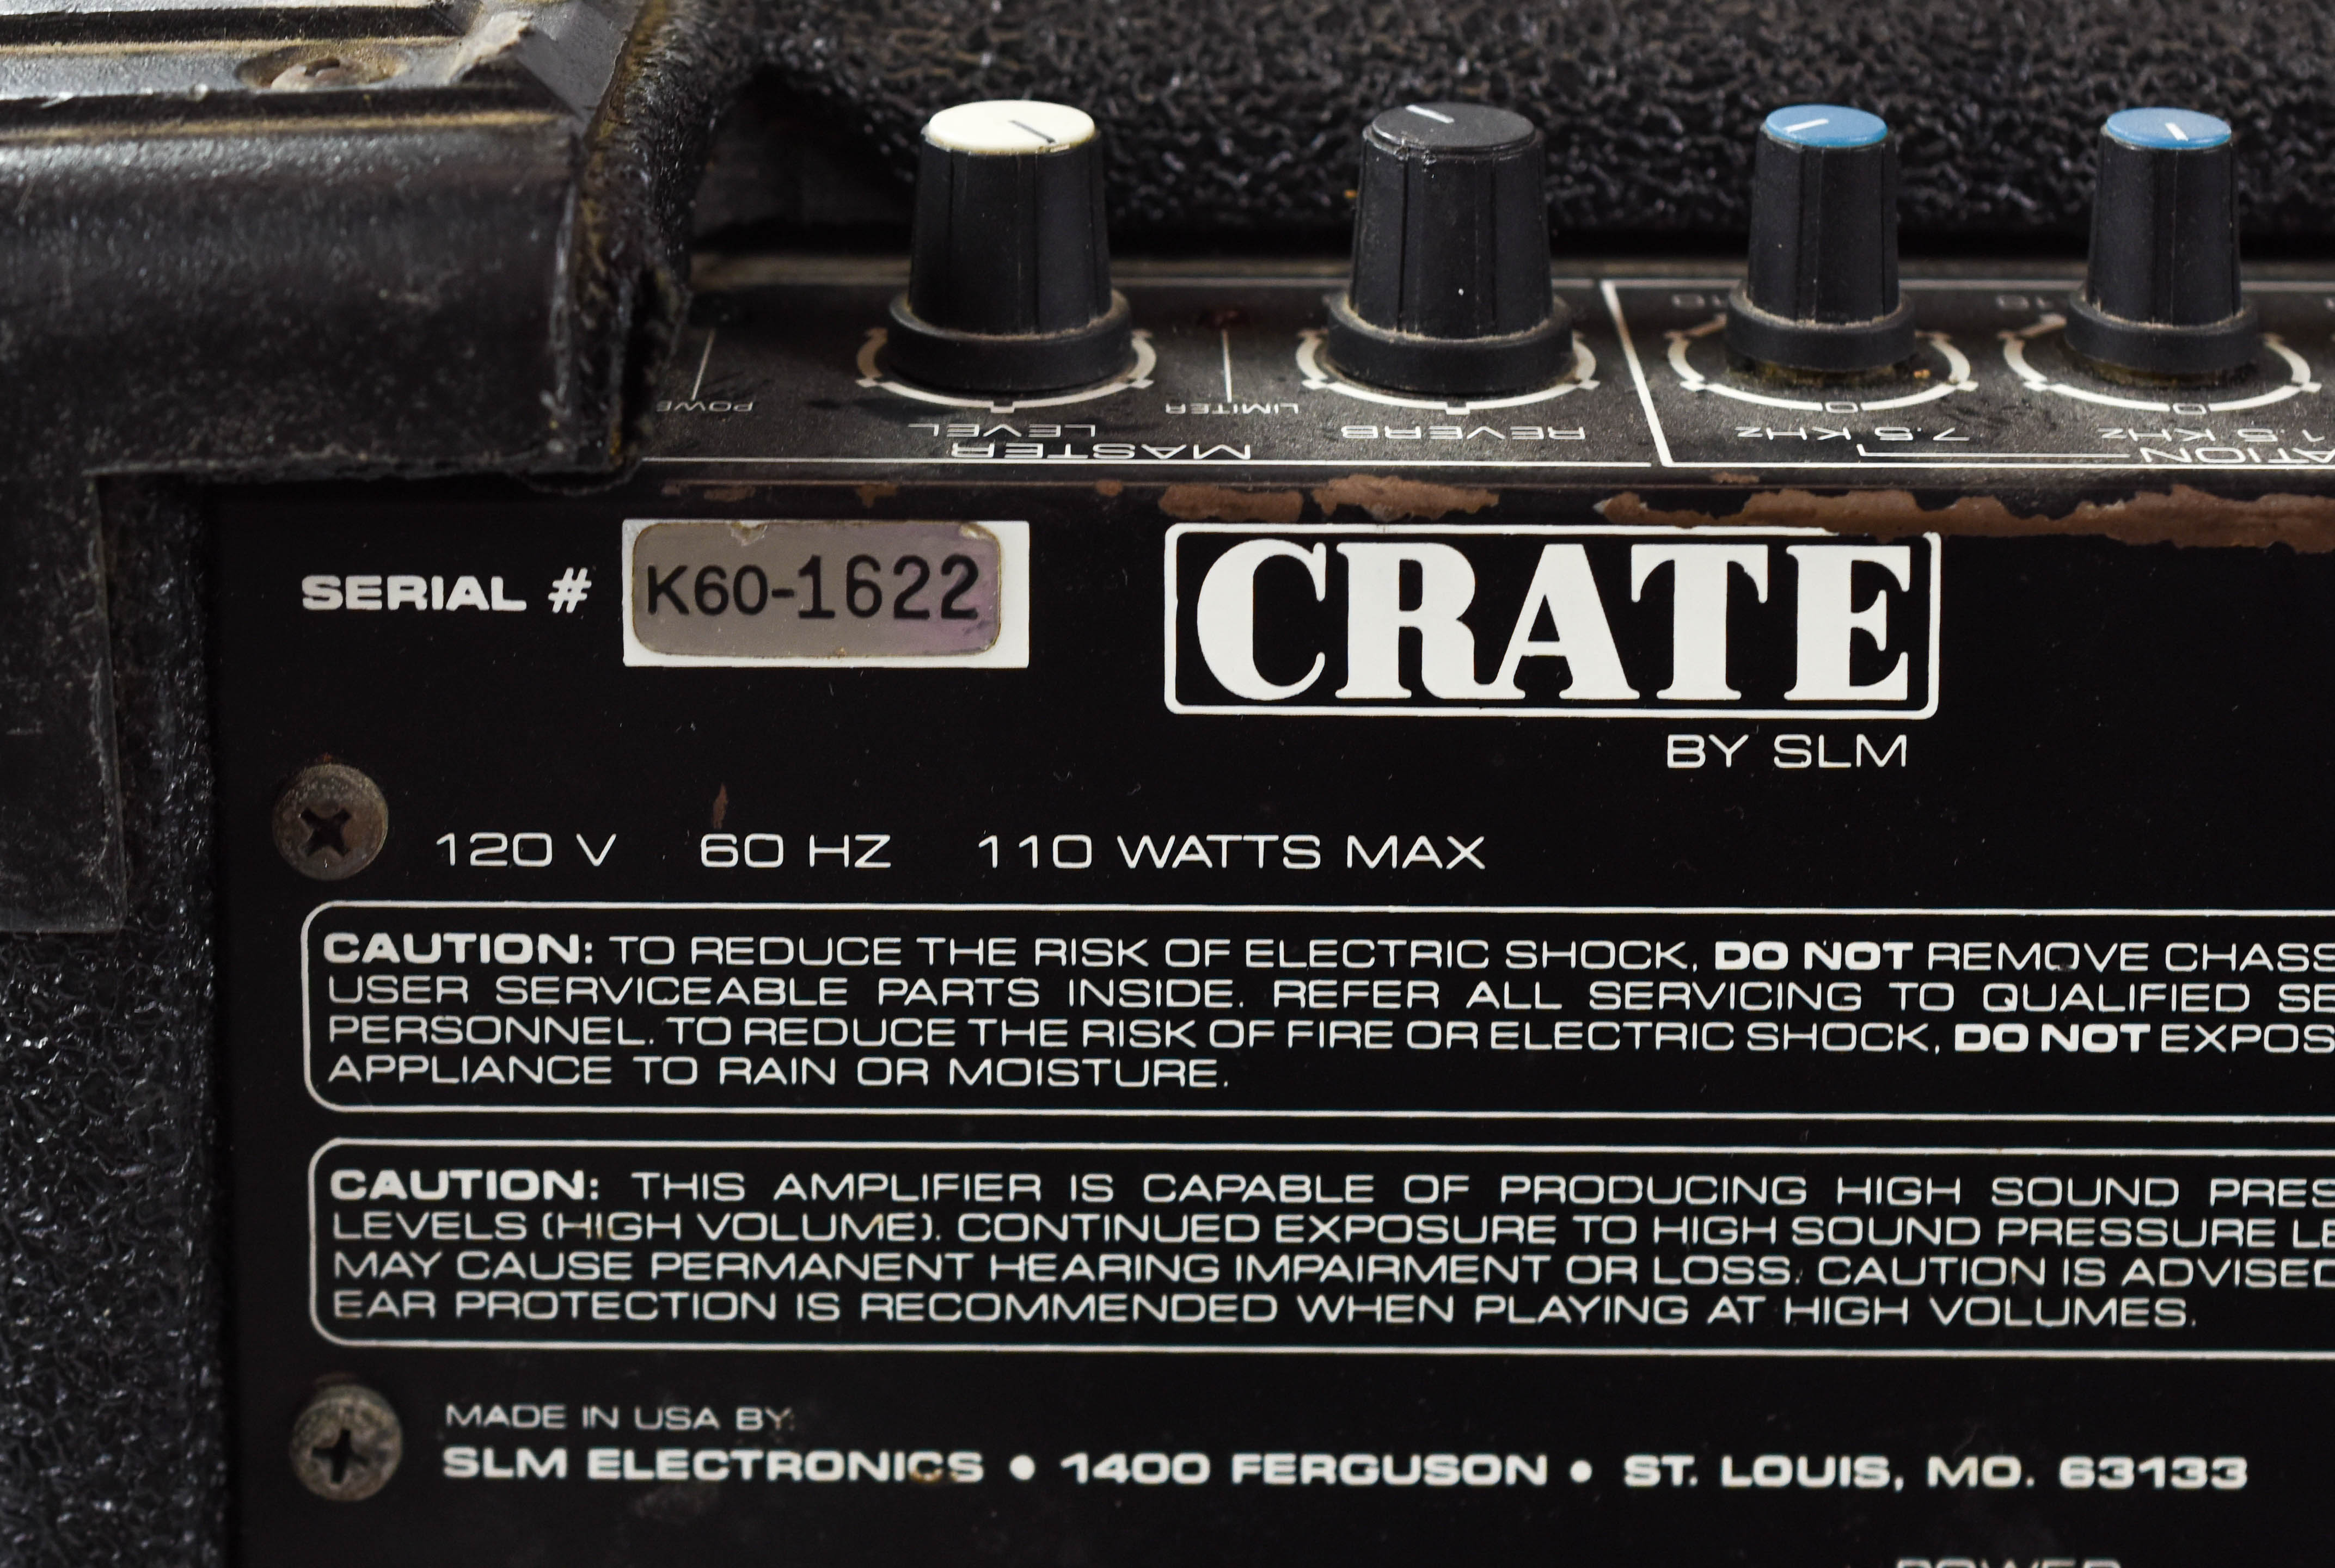 POWE
LIMITER
LEVEL
REVERB
MASTER
7.5 KHz
1.5 KHz
0
0
SERIAL # K60-1622
CRATE
BY SLM
120 V 60 HZ 110 WATTS MAX
CAUTION: TO REDUCE THE RISK OF ELECTRIC SHOCK, DO NOT REMOVE CHASS
USER SERVICEABLE PARTS INSIDE. REFER ALL SERVICING TO QUALIFIED SE
PERSONNEL. TO REDUCE THE RISK OF FIRE OR ELECTRIC SHOCK, DO NOT EXPOS
APPLIANCE TO RAIN OR MOISTURE.
CAUTION: THIS AMPLIFIER IS CAPABLE OF PRODUCING HIGH SOUND PRES
LEVELS (HIGH VOLUME). CONTINUED EXPOSURE TO HIGH SOUND PRESSURE LE
MAY CAUSE PERMANENT HEARING IMPAIRMENT OR LOSS. CAUTION IS ADVISED
EAR PROTECTION IS RECOMMENDED WHEN PLAYING AT HIGH VOLUMES.
MADE IN USA BY:
SLM ELECTRONICS • 1400 FERGUSON • ST. LOUIS, MO. 63133
POWER